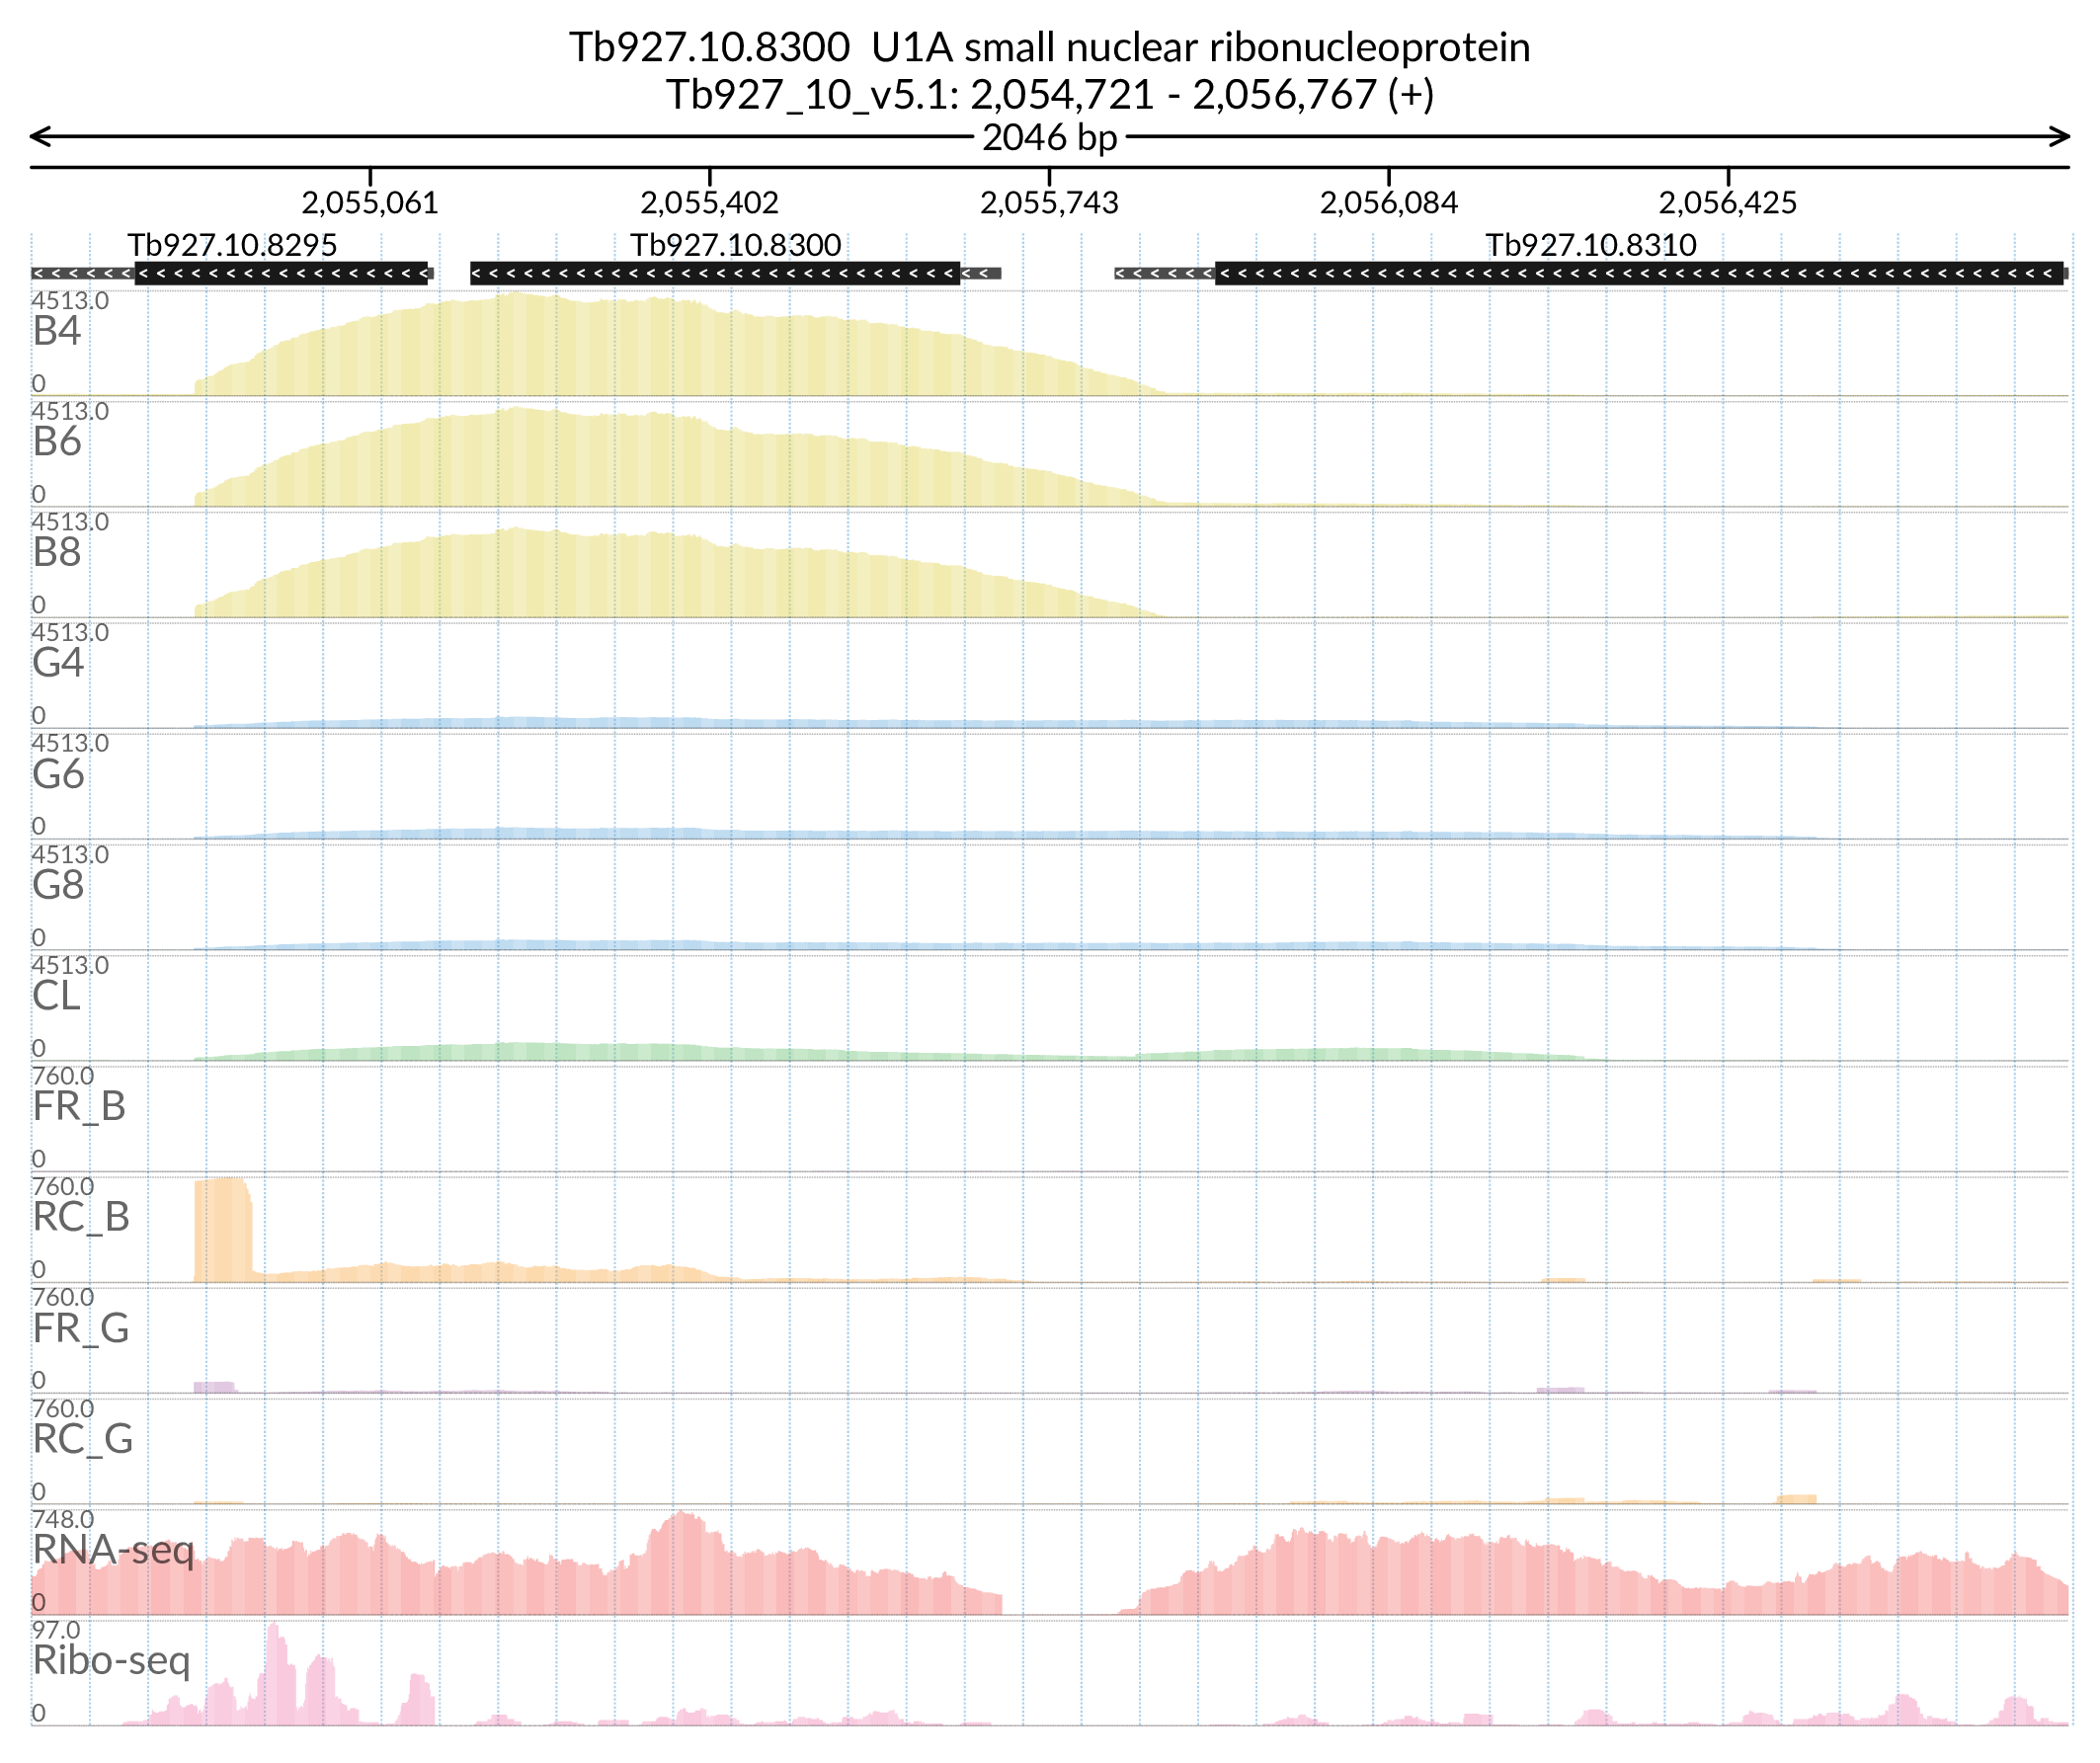 Tb927.10.8300  U1A small nuclear ribonucleoprotein
Tb927_10_v5.1: 2,054,721 - 2,056,767 (+)
2046 bp
2,055,061 2,055,402 2,055,743 2,056,084 2,056,425
Tb927.10.8295 Tb927.10.8300 Tb927.10.8310
4513.0
B4
0
4513.0
B6
0
4513.0
B8
0
4513.0
G4
0
4513.0
G6
0
4513.0
G8
0
4513.0
CL
0
760.0
FR_B
0
760.0
RC_B
0
760.0
FR_G
0
760.0
RC_G
0
748.0
RNA-seq
0
97.0
Ribo-seq
0